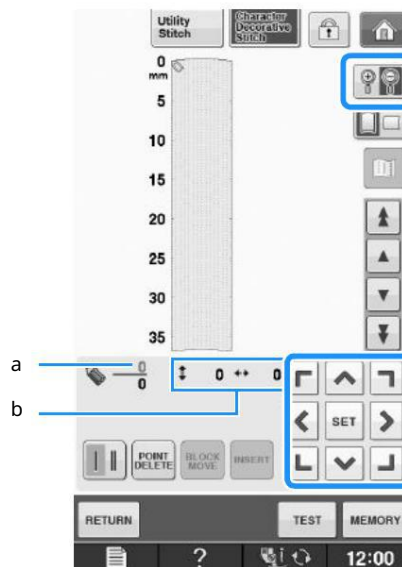 Utility
Stitch
Character
Decorative
Stitch
0
mm
5
10
15
20
25
30
35
a
0
0
0
0
b
POINT
DELETE
BLOCK
MOVE
INSERT
SET
RETURN
TEST
MEMORY
?
i
12:00